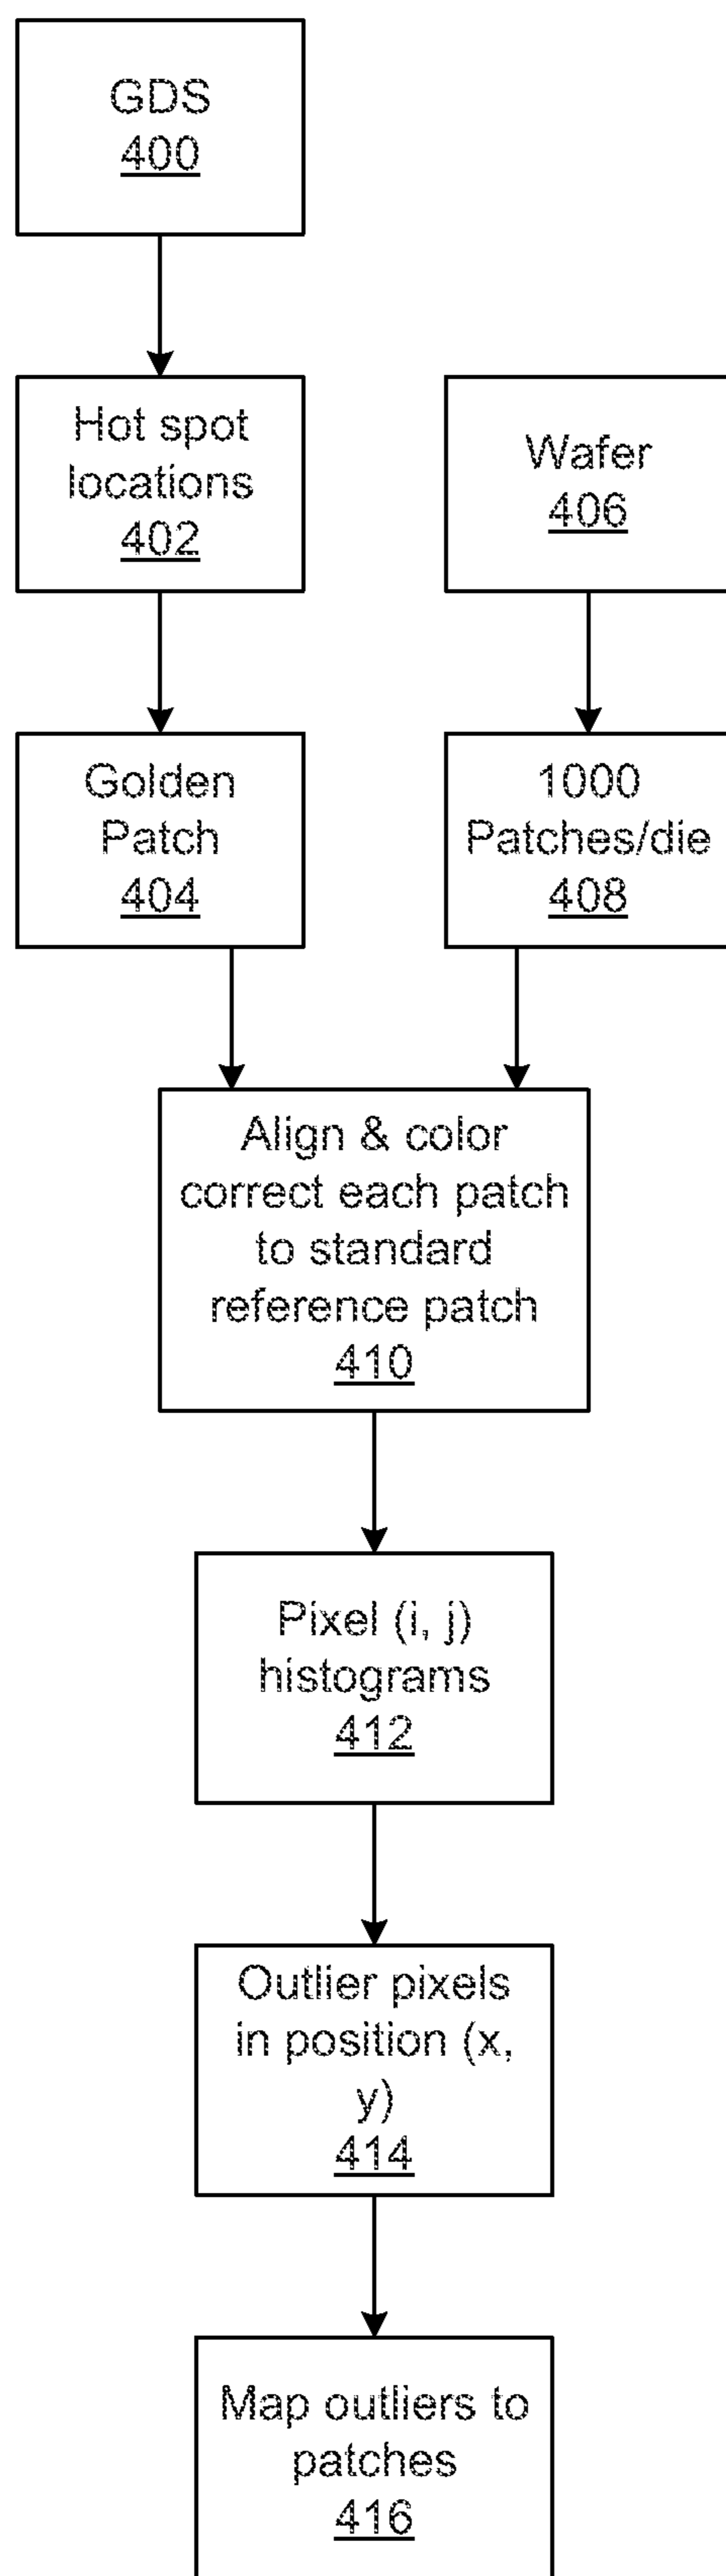 GDS
400
Hot spot
locations
402
Wafer
406
Golden
Patch
404
1000
Patches/die
408
Align & color
correct each patch
to standard
reference patch
410
Pixel (i, j)
histograms
412
Outlier pixels
in position (x,
y)
414
Map outliers to
patches
416